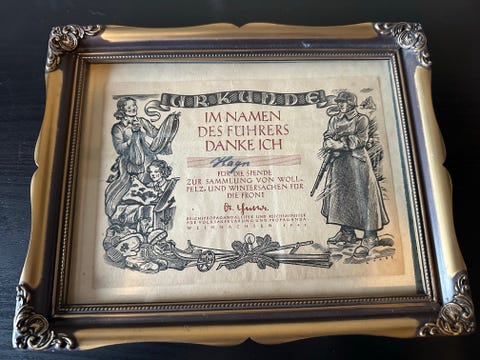 URKUNDE
IM NAMEN
DES FÜHRERS
DANKE ICH
FÜR DIE SPENDE
ZUR SAMMLUNG VON WOLL-,
PELZ- UND WINTERSACHEN FÜR
DIE FRONT
REICHSPROPAGANDALEITER UND REICHSMINISTER
FÜR VOLKSAUFKLÄRUNG UND PROPAGANDA
WEIHNACHTEN 1941